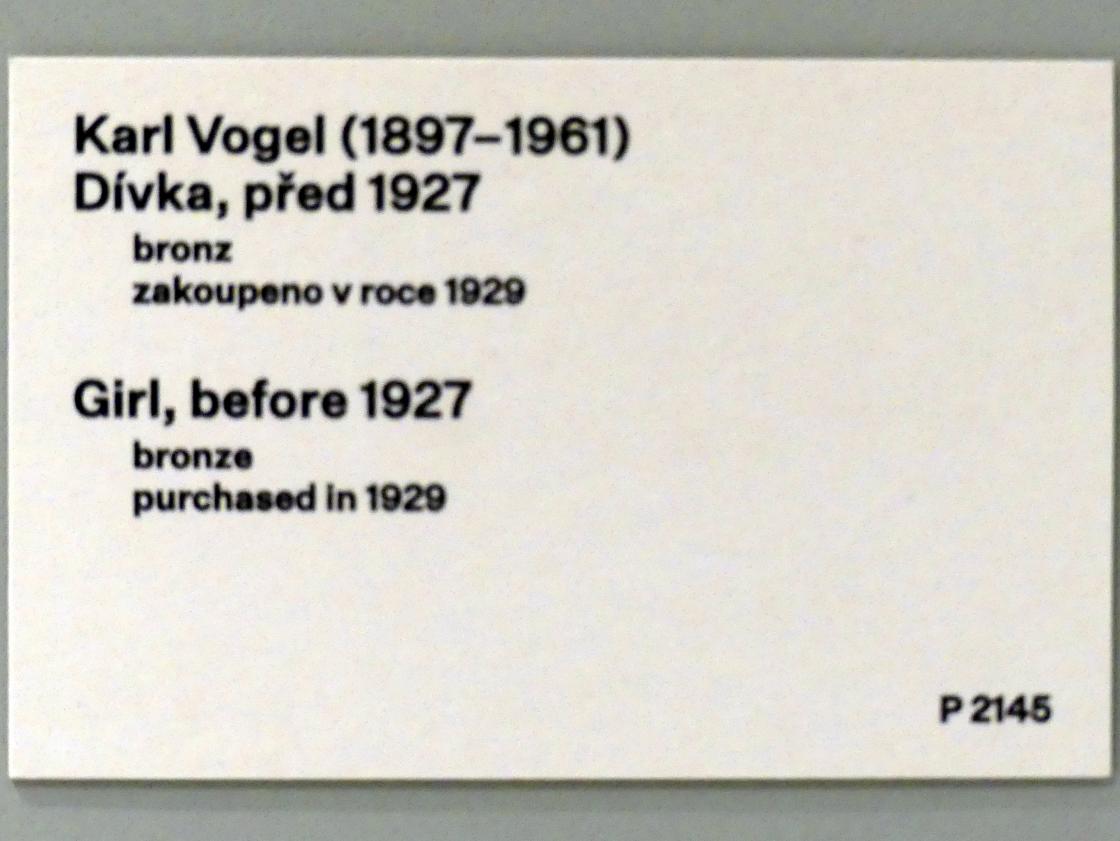 Karl Vogel (1897–1961)
Dívka, před 1927
bronz
zakoupeno v roce 1929
Girl, before 1927
bronze
purchased in 1929
P 2145